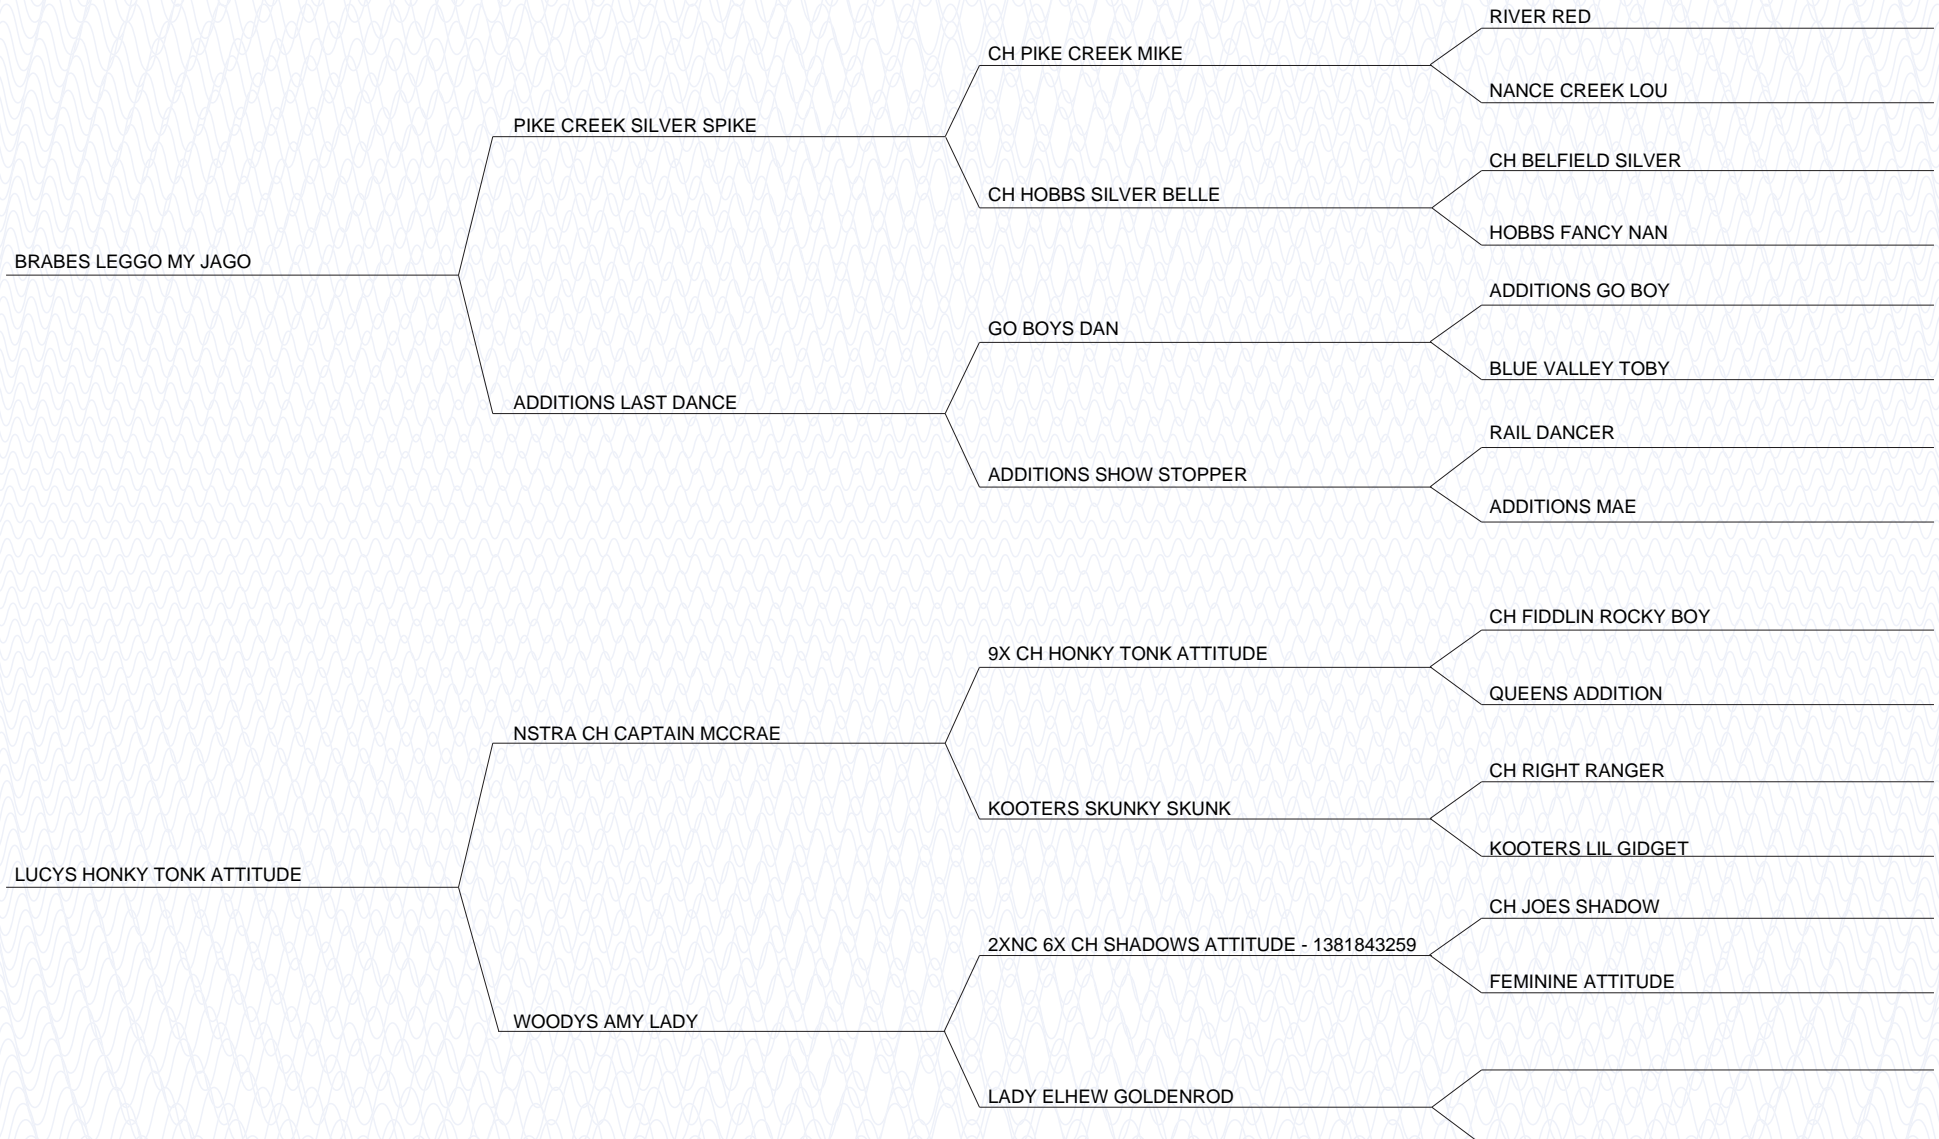 RIVER RED
CH PIKE CREEK MIKE
NANCE CREEK LOU
PIKE CREEK SILVER SPIKE
CH BELFIELD SILVER
CH HOBBS SILVER BELLE
HOBBS FANCY NAN
BRABES LEGGO MY JAGO
ADDITIONS GO BOY
GO BOYS DAN
BLUE VALLEY TOBY
ADDITIONS LAST DANCE
RAIL DANCER
ADDITIONS SHOW STOPPER
ADDITIONS MAE
CH FIDDLIN ROCKY BOY
9X CH HONKY TONK ATTITUDE
QUEENS ADDITION
NSTRA CH CAPTAIN MCCRAE
CH RIGHT RANGER
KOOTERS SKUNKY SKUNK
KOOTERS LIL GIDGET
LUCYS HONKY TONK ATTITUDE
CH JOES SHADOW
2XNC 6X CH SHADOWS ATTITUDE - 1381843259
FEMININE ATTITUDE
WOODYS AMY LADY
LADY ELHEW GOLDENROD